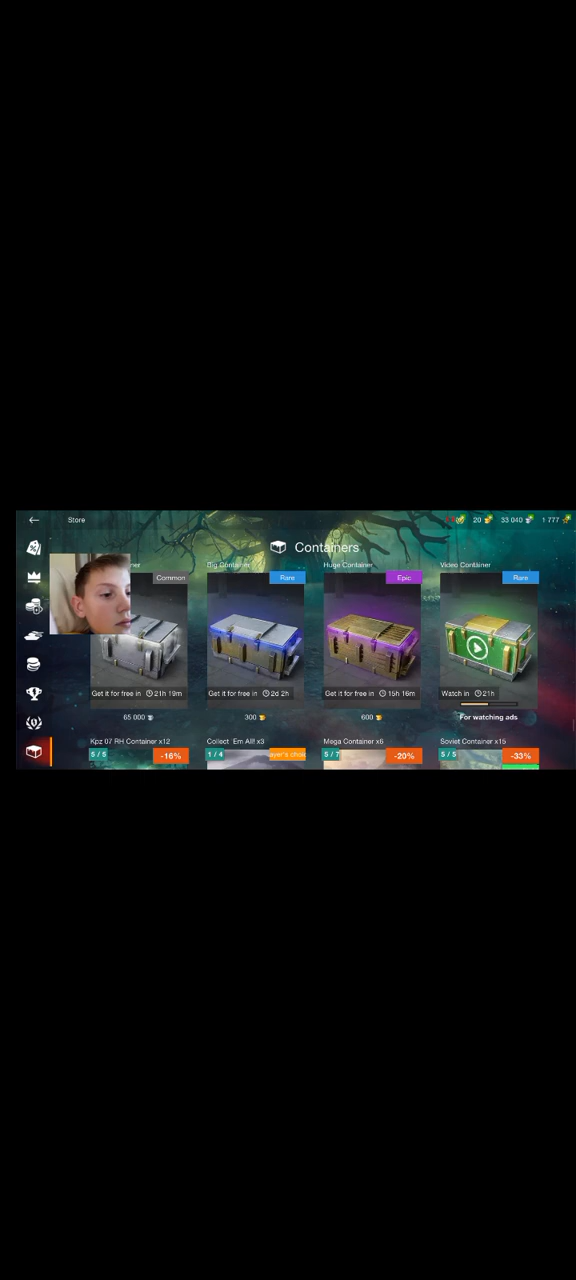 Store
20
33 040
1 777
Containers
Big Container
Huge Container
Video Container
Common
Rare
Epic
Rare
Get it for free in 21h 19m
Get it for free in 2d 2h
Get it for free in 15h 16m
Watch in 21h
65 000
300
600
For watching ads
Kpz 07 RH Container x12
Collect 'Em All! x3
Mega Container x6
Soviet Container x15
5 / 5
-16%
1 / 4
5 / 7
-20%
5 / 5
-33%